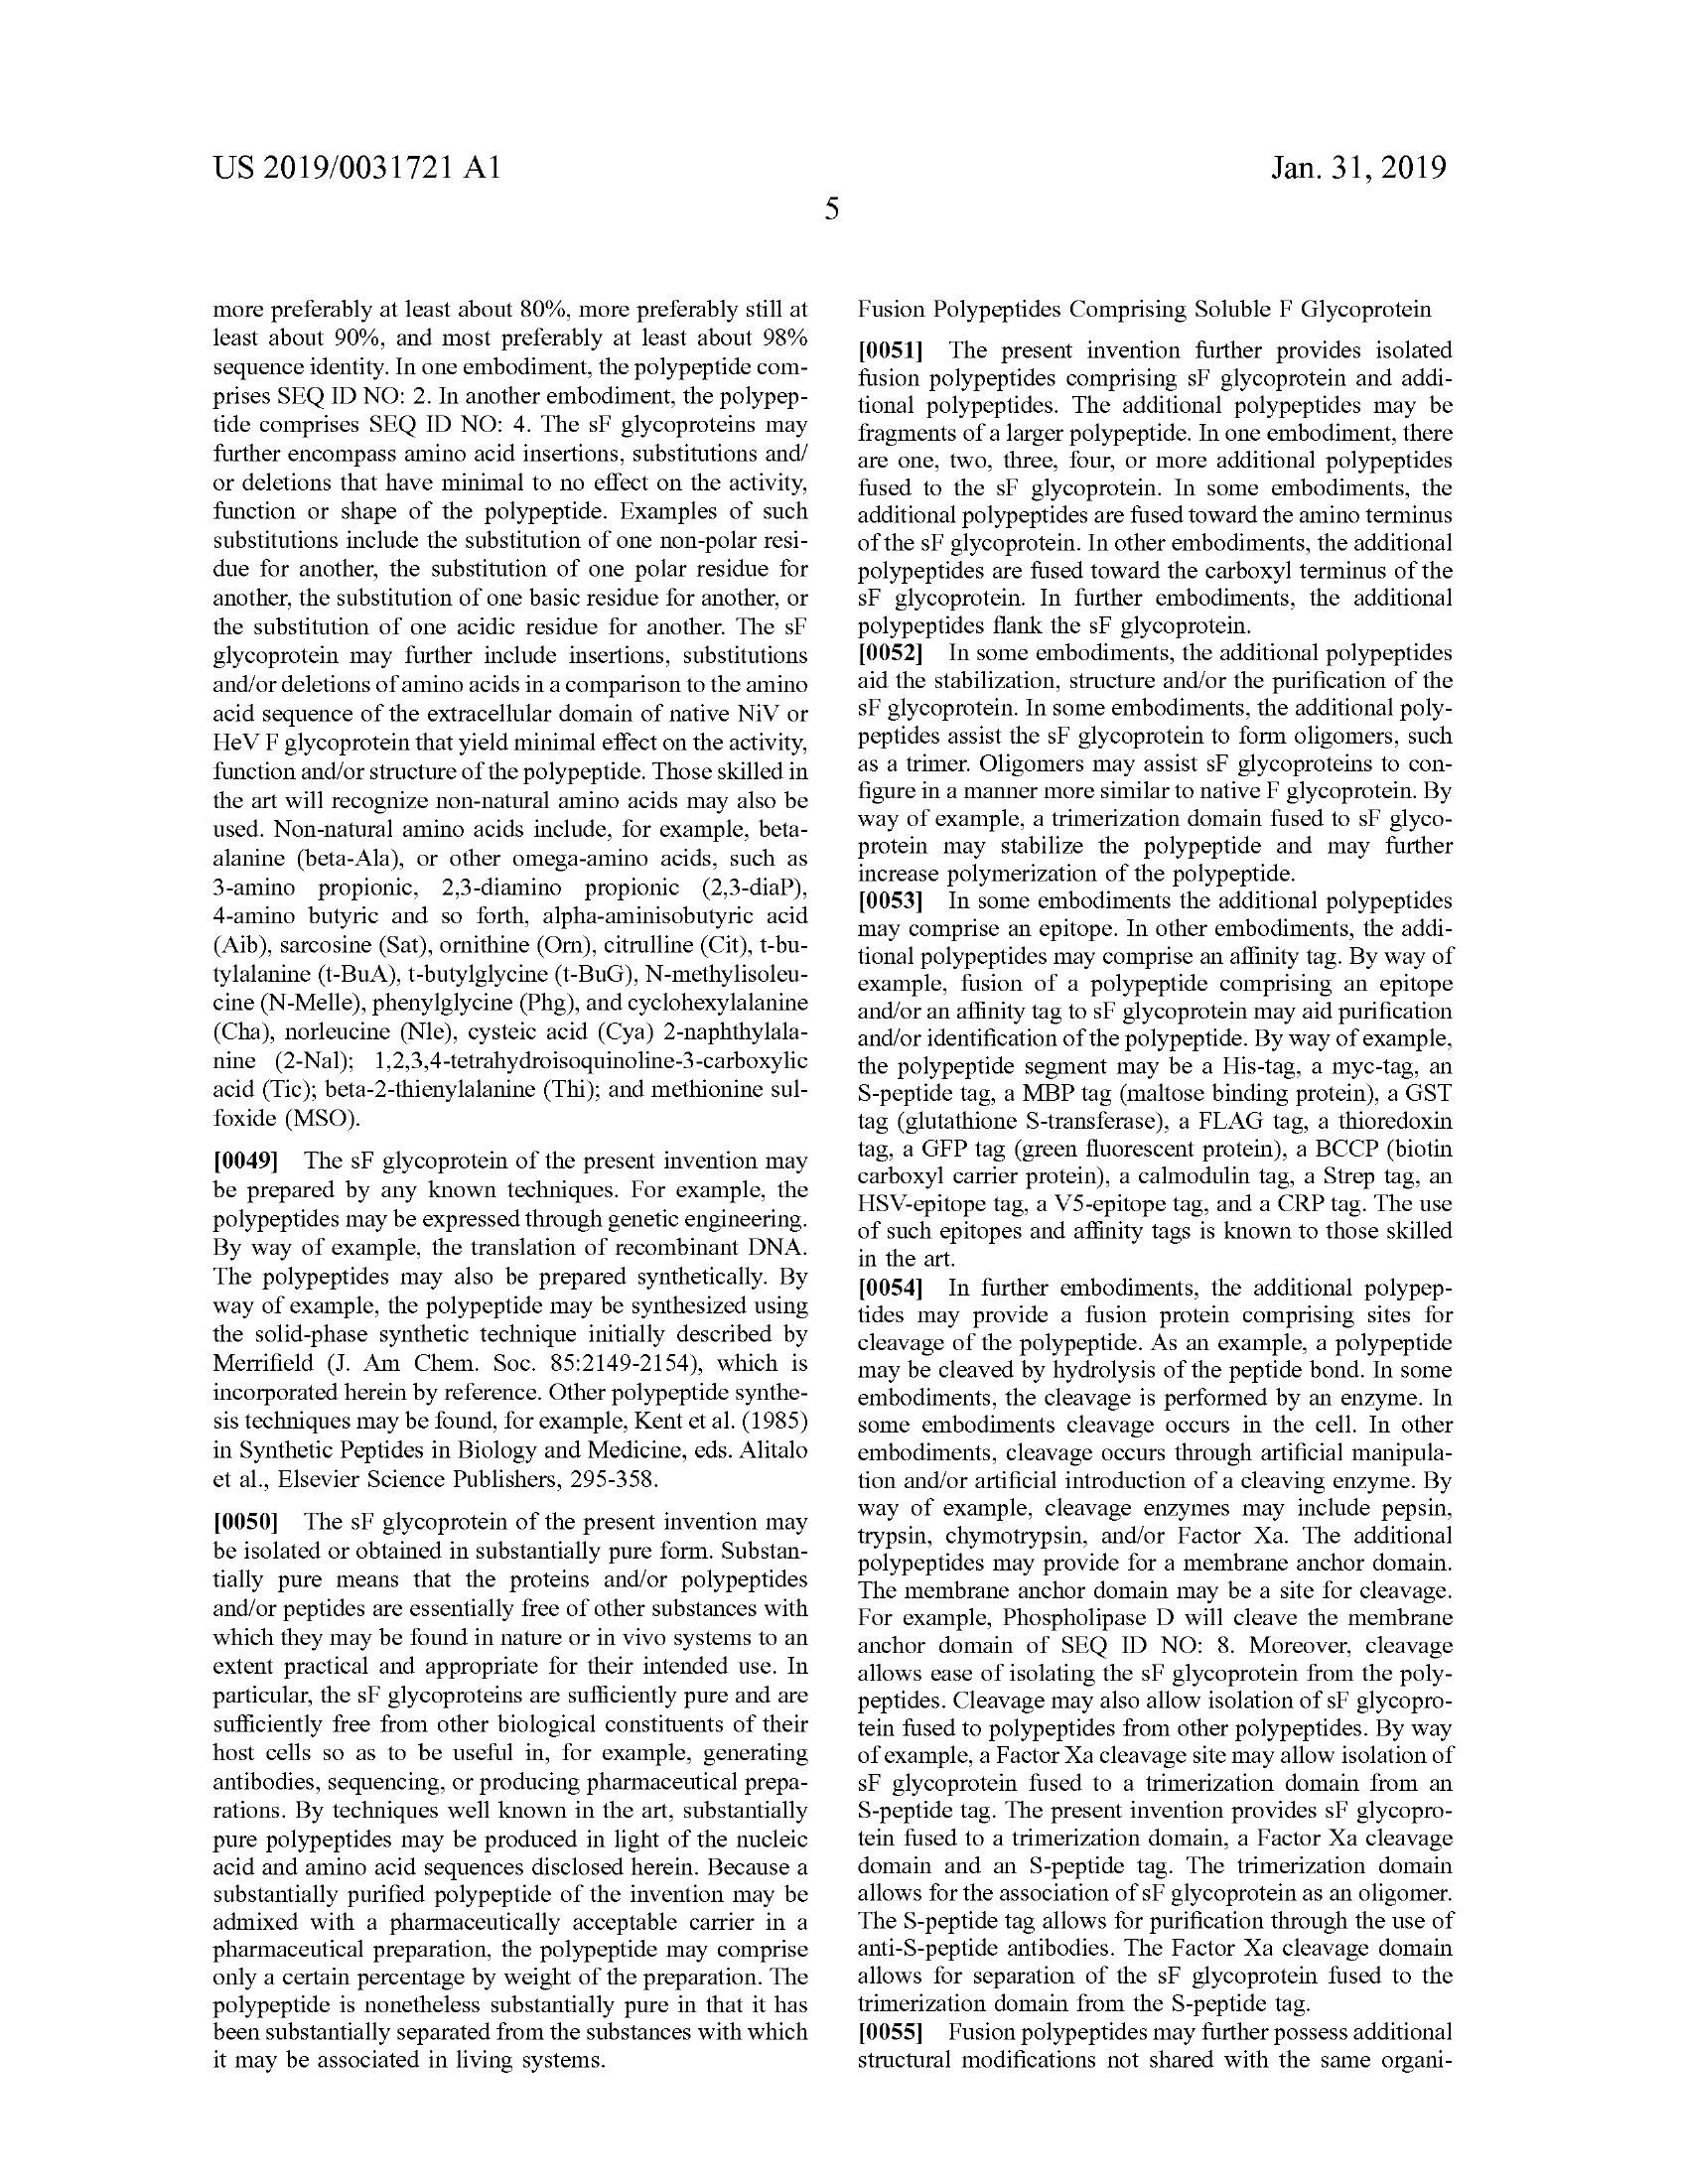 US 2019/0031721 A1
Jan. 31, 2019
5
more preferably at least about 80%, more preferably still at
least about 90%, and most preferably at least about 98%
sequence identity. In one embodiment, the polypeptide com-
prises SEQ ID NO: 2. In another embodiment, the polypep-
tide comprises SEQ ID NO: 4. The sF glycoproteins may
further encompass amino acid insertions, substitutions and/
or deletions that have minimal to no effect on the activity,
function or shape of the polypeptide. Examples of such
substitutions include the substitution of one non-polar resi-
due for another, the substitution of one polar residue for
another, the substitution of one basic residue for another, or
the substitution of one acidic residue for another. The sF
glycoprotein may further include insertions, substitutions
and/or deletions of amino acids in a comparison to the amino
acid sequence of the extracellular domain of native NiV or
HeV F glycoprotein that yield minimal effect on the activity,
function and/or structure of the polypeptide. Those skilled in
the art will recognize non-natural amino acids may also be
used. Non-natural amino acids include, for example, beta-
alanine (beta-Ala), or other omega-amino acids, such as
3-amino propionic, 2,3-diamino propionic (2,3-diaP),
4-amino butyric and so forth, alpha-aminisobutyric acid
(Aib), sarcosine (Sat), ornithine (Orn), citrulline (Cit), t-bu-
tylalanine (t-BuA), t-butylglycine (t-BuG), N-methylisoleu-
cine (N-Melle), phenylglycine (Phg), and cyclohexylalanine
(Cha), norleucine (Nle), cysteic acid (Cya) 2-naphthylala-
nine (2-Nal); 1,2,3,4-tetrahydroisoquinoline-3-carboxylic
acid (Tic); beta-2-thienylalanine (Thi); and methionine sul-
foxide (MSO).
[0049] The sF glycoprotein of the present invention may
be prepared by any known techniques. For example, the
polypeptides may be expressed through genetic engineering.
By way of example, the translation of recombinant DNA.
The polypeptides may also be prepared synthetically. By
way of example, the polypeptide may be synthesized using
the solid-phase synthetic technique initially described by
Merrifield (J. Am Chem. Soc. 85:2149-2154), which is
incorporated herein by reference. Other polypeptide synthe-
sis techniques may be found, for example, Kent et al. (1985)
in Synthetic Peptides in Biology and Medicine, eds. Alitalo
et al., Elsevier Science Publishers, 295-358.
[0050] The sF glycoprotein of the present invention may
be isolated or obtained in substantially pure form. Substan-
tially pure means that the proteins and/or polypeptides
and/or peptides are essentially free of other substances with
which they may be found in nature or in vivo systems to an
extent practical and appropriate for their intended use. In
particular, the sF glycoproteins are sufficiently pure and are
sufficiently free from other biological constituents of their
host cells so as to be useful in, for example, generating
antibodies, sequencing, or producing pharmaceutical prepa-
rations. By techniques well known in the art, substantially
pure polypeptides may be produced in light of the nucleic
acid and amino acid sequences disclosed herein. Because a
substantially purified polypeptide of the invention may be
admixed with a pharmaceutically acceptable carrier in a
pharmaceutical preparation, the polypeptide may comprise
only a certain percentage by weight of the preparation. The
polypeptide is nonetheless substantially pure in that it has
been substantially separated from the substances with which
it may be associated in living systems.
Fusion Polypeptides Comprising Soluble F Glycoprotein
[0051] The present invention further provides isolated
fusion polypeptides comprising sF glycoprotein and addi-
tional polypeptides. The additional polypeptides may be
fragments of a larger polypeptide. In one embodiment, there
are one, two, three, four, or more additional polypeptides
fused to the sF glycoprotein. In some embodiments, the
additional polypeptides are fused toward the amino terminus
of the sF glycoprotein. In other embodiments, the additional
polypeptides are fused toward the carboxyl terminus of the
sF glycoprotein. In further embodiments, the additional
polypeptides flank the sF glycoprotein.
[0052] In some embodiments, the additional polypeptides
aid the stabilization, structure and/or the purification of the
sF glycoprotein. In some embodiments, the additional poly-
peptides assist the sF glycoprotein to form oligomers, such
as a trimer. Oligomers may assist sF glycoproteins to con-
figure in a manner more similar to native F glycoprotein. By
way of example, a trimerization domain fused to sF glyco-
protein may stabilize the polypeptide and may further
increase polymerization of the polypeptide.
[0053] In some embodiments the additional polypeptides
may comprise an epitope. In other embodiments, the addi-
tional polypeptides may comprise an affinity tag. By way of
example, fusion of a polypeptide comprising an epitope
and/or an affinity tag to sF glycoprotein may aid purification
and/or identification of the polypeptide. By way of example,
the polypeptide segment may be a His-tag, a myc-tag, an
S-peptide tag, a MBP tag (maltose binding protein), a GST
tag (glutathione S-transferase), a FLAG tag, a thioredoxin
tag, a GFP tag (green fluorescent protein), a BCCP (biotin
carboxyl carrier protein), a calmodulin tag, a Strep tag, an
HSV-epitope tag, a V5-epitope tag, and a CRP tag. The use
of such epitopes and affinity tags is known to those skilled
in the art.
[0054] In further embodiments, the additional polypep-
tides may provide a fusion protein comprising sites for
cleavage of the polypeptide. As an example, a polypeptide
may be cleaved by hydrolysis of the peptide bond. In some
embodiments, the cleavage is performed by an enzyme. In
some embodiments cleavage occurs in the cell. In other
embodiments, cleavage occurs through artificial manipula-
tion and/or artificial introduction of a cleaving enzyme. By
way of example, cleavage enzymes may include pepsin,
trypsin, chymotrypsin, and/or Factor Xa. The additional
polypeptides may provide for a membrane anchor domain.
The membrane anchor domain may be a site for cleavage.
For example, Phospholipase D will cleave the membrane
anchor domain of SEQ ID NO: 8. Moreover, cleavage
allows ease of isolating the sF glycoprotein from the poly-
peptides. Cleavage may also allow isolation of sF glycopro-
tein fused to polypeptides from other polypeptides. By way
of example, a Factor Xa cleavage site may allow isolation of
sF glycoprotein fused to a trimerization domain from an
S-peptide tag. The present invention provides sF glycopro-
tein fused to a trimerization domain, a Factor Xa cleavage
domain and an S-peptide tag. The trimerization domain
allows for the association of sF glycoprotein as an oligomer.
The S-peptide tag allows for purification through the use of
anti-S-peptide antibodies. The Factor Xa cleavage domain
allows for separation of the sF glycoprotein fused to the
trimerization domain from the S-peptide tag.
[0055] Fusion polypeptides may further possess additional
structural modifications not shared with the same organi-